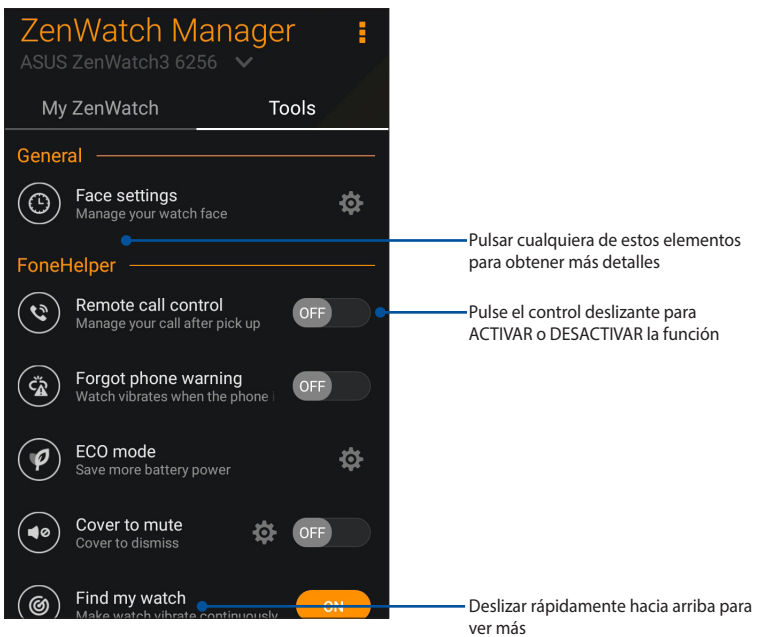 ZenWatch Manager
ASUS ZenWatch3 6256
My ZenWatch
Tools
General
Face settings
Manage your watch face
Pulsar cualquiera de estos elementos
para obtener más detalles
FoneHelper
Remote call control
Manage your call after pick up
OFF
Pulse el control deslizante para
ACTIVAR o DESACTIVAR la función
Forgot phone warning
Watch vibrates when the phone
OFF
ECO mode
Save more battery power
Cover to mute
Cover to dismiss
OFF
Find my watch
Make watch vibrate continuously
ON
Deslizar rápidamente hacia arriba para
ver más